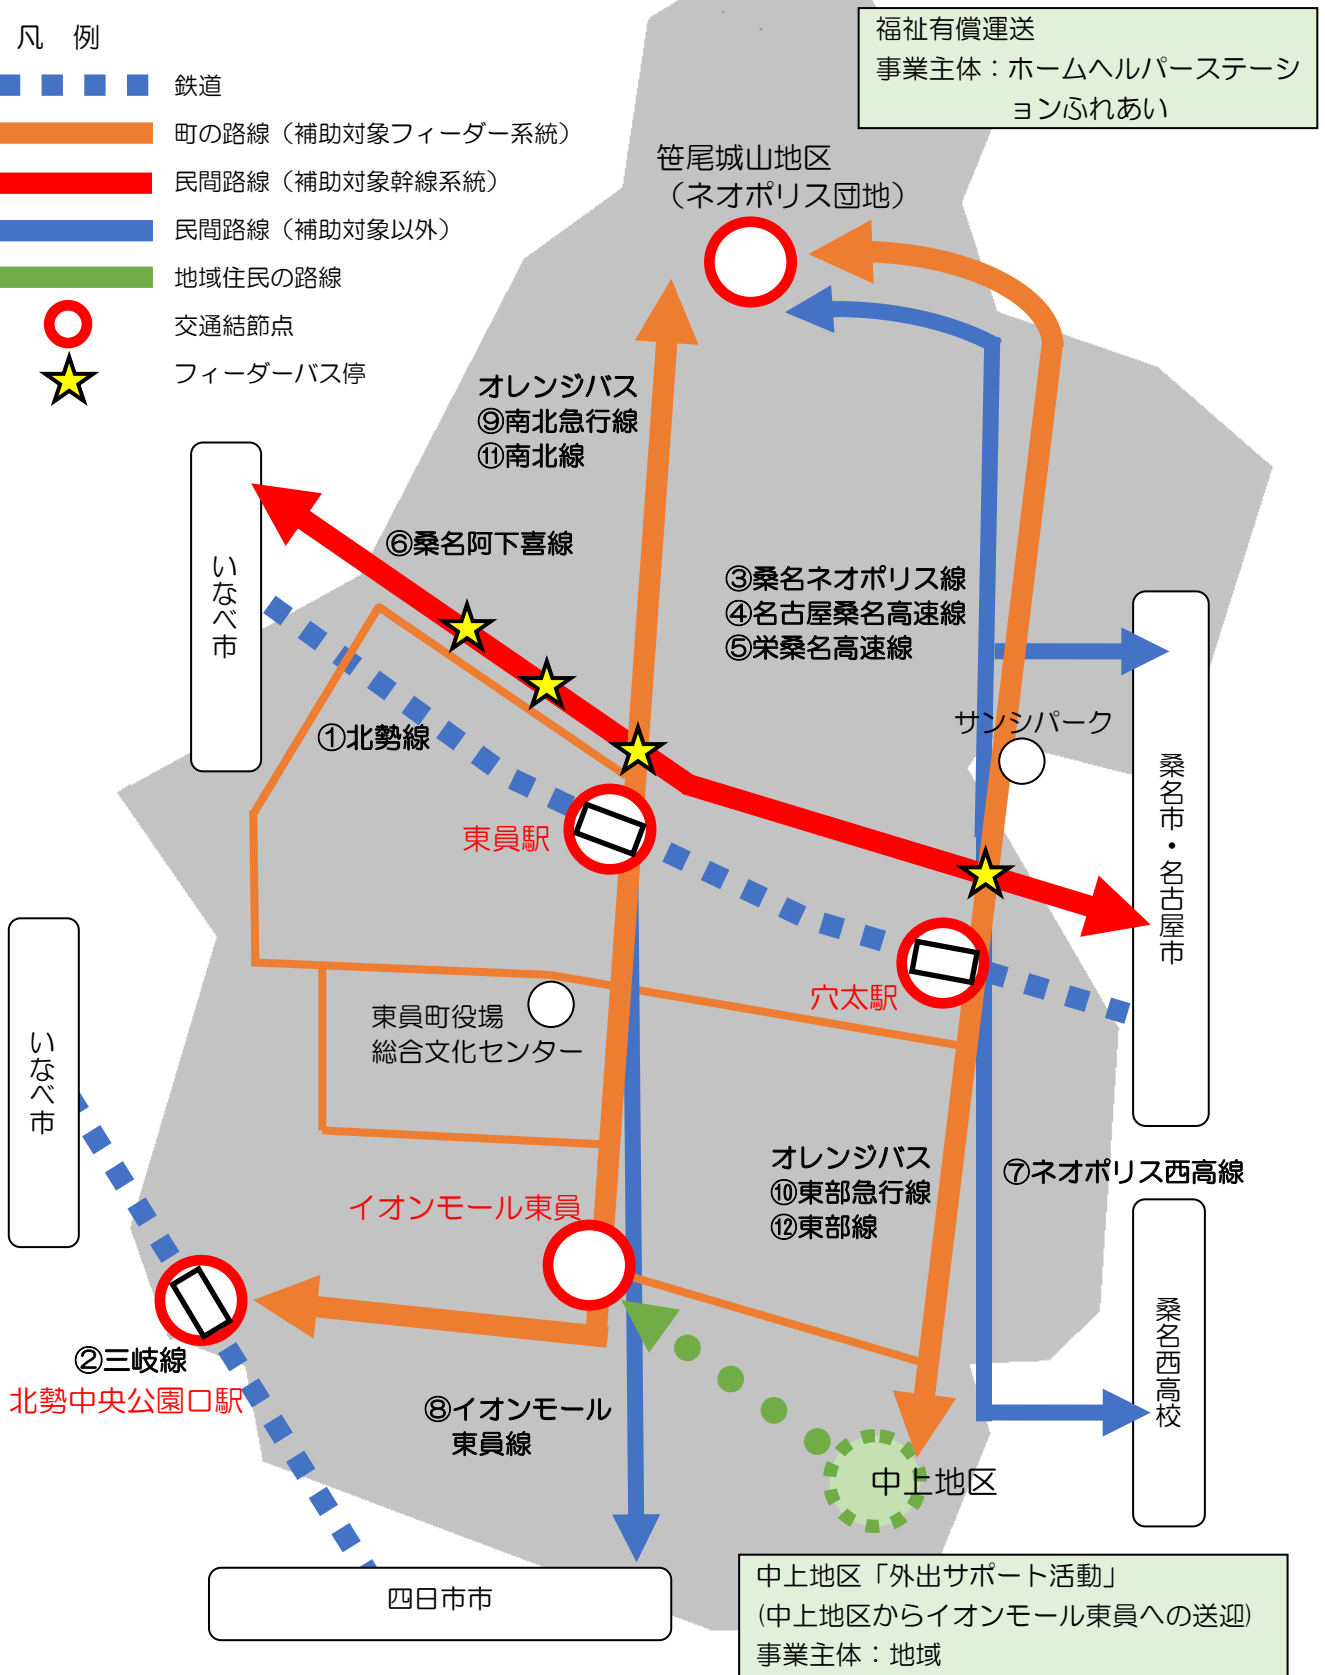 凡 例
鉄道
町の路線（補助対象フィーダー系統）
民間路線（補助対象幹線系統）
民間路線（補助対象以外）
地域住民の路線
交通結節点
フィーダーバス停
福祉有償運送
事業主体：ホームヘルパーステーシ
ョンふれあい
笹尾城山地区
（ネオポリス団地）
オレンジバス
⑨南北急行線
⑪南北線
いなべ市
⑥桑名阿下喜線
③桑名ネオポリス線
④名古屋桑名高速線
⑤栄桑名高速線
①北勢線
サンシパーク
桑名市・名古屋市
東員駅
穴太駅
東員町役場
総合文化センター
いなべ市
オレンジバス
⑩東部急行線
⑫東部線
⑦ネオポリス西高線
イオンモール東員
桑名西高校
②三岐線
北勢中央公園口駅
⑧イオンモール
東員線
中上地区
四日市市
中上地区「外出サポート活動」
(中上地区からイオンモール東員への送迎)
事業主体：地域